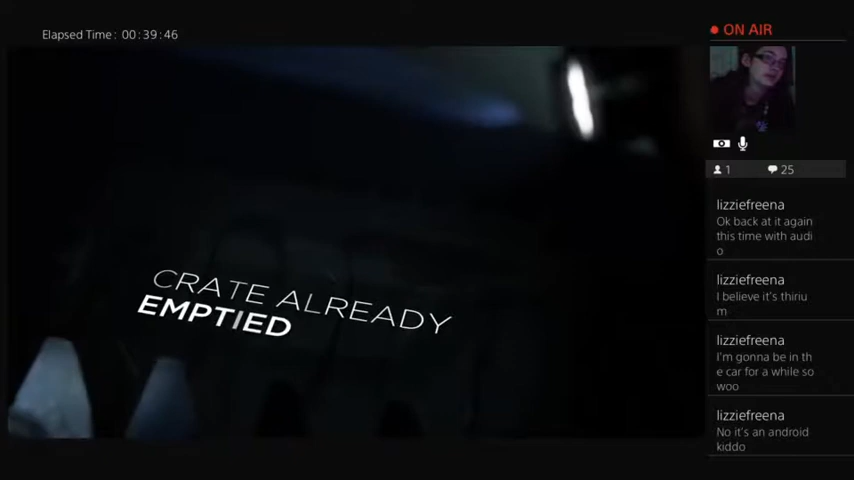 Elapsed Time: 00:39:46
ON AIR
CRATE ALREADY
EMPTIED
1
25
lizziefreena
Ok back at it again
this time with audi
o
lizziefreena
I believe it's thiriu
m
lizziefreena
I'm gonna be in th
e car for a while so
woo
lizziefreena
No it's an android
kiddo